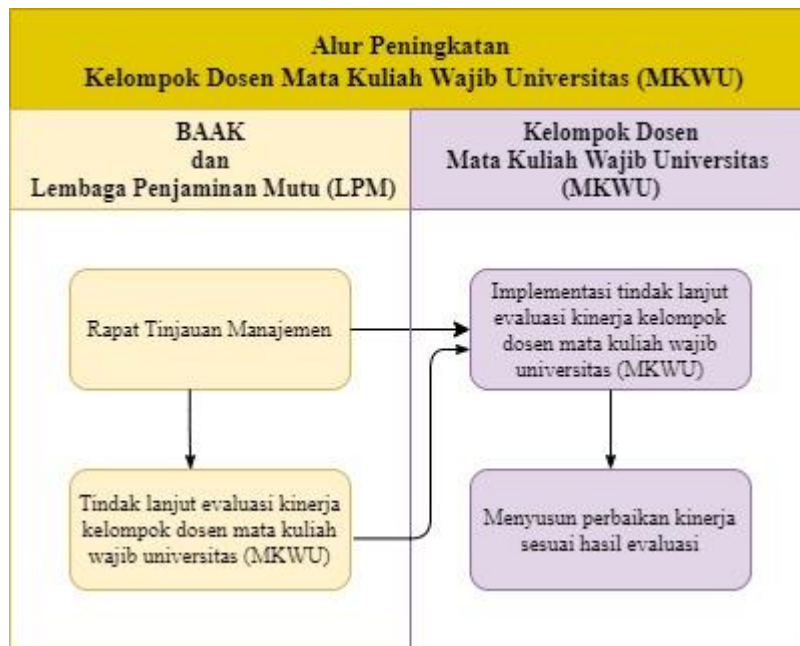 Alur Peningkatan
Kelompok Dosen Mata Kuliah Wajib Universitas (MKWU)
BAAK
dan
Lembaga Penjaminan Mutu (LPM)
Kelompok Dosen
Mata Kuliah Wajib Universitas
(MKWU)
Rapat Tinjauan Manajemen
Implementasi tindak lanjut
evaluasi kinerja kelompok
dosen mata kuliah wajib
universitas (MKWU)
Tindak lanjut evaluasi kinerja
kelompok dosen mata kuliah
wajib universitas (MKWU)
Menyusun perbaikan kinerja
sesuai hasil evaluasi